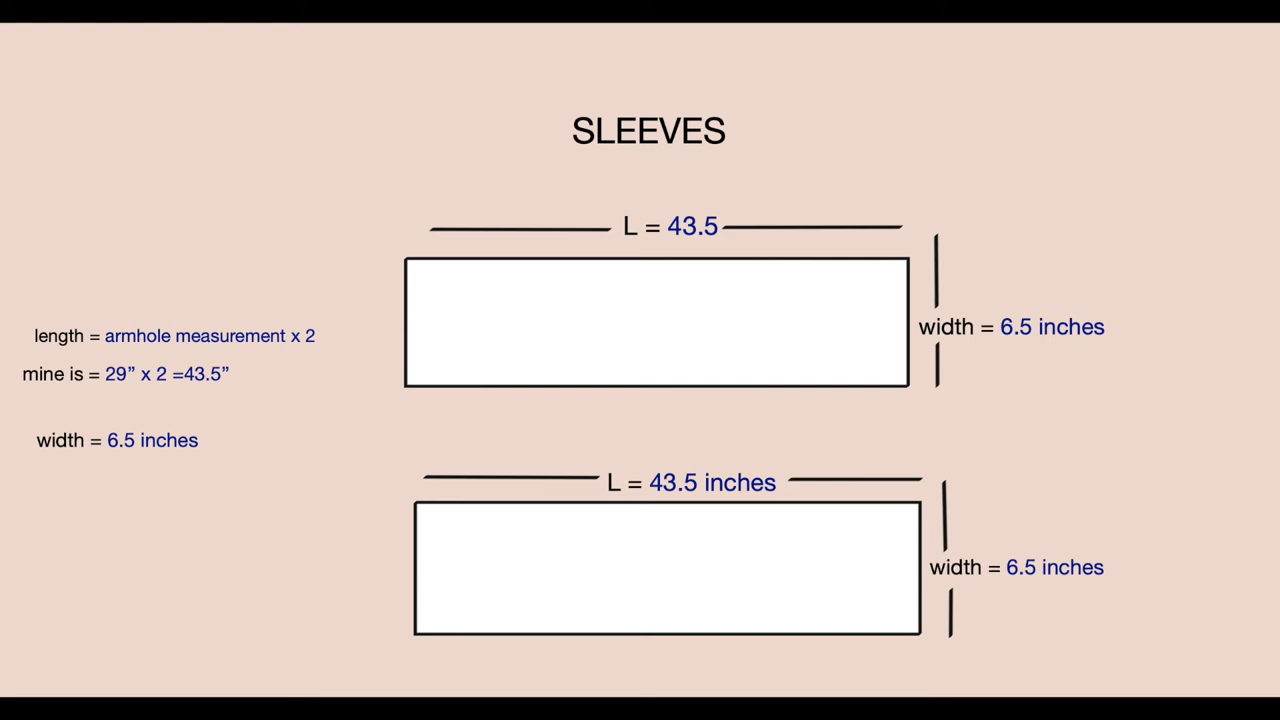 SLEEVES
L = 43.5
width = 6.5 inches
length = armhole measurement x 2
mine is = 29” x 2 =43.5”
width = 6.5 inches
L = 43.5 inches
width = 6.5 inches